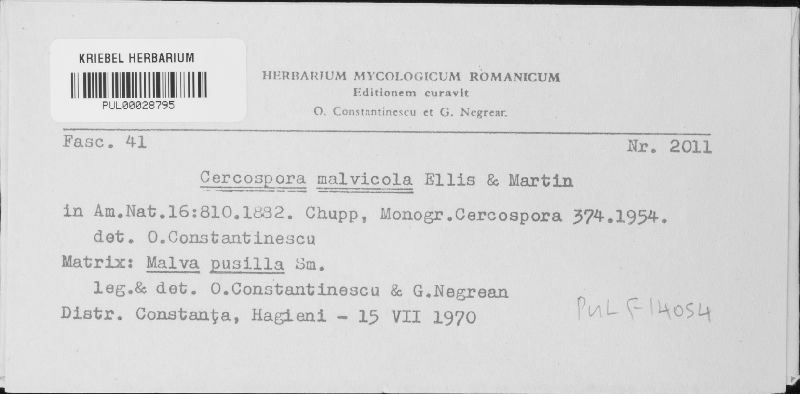 KRIEBEL HERBARIUM
PUL00028795
HERBARIUM MYCOLOGICUM ROMANICUM
Editionem curavit
O. Constantinescu et G. Negrear.
Fasc. 41
Nr. 2011
Cercospora malvicola Ellis & Martin
in Am.Nat.16:810.1882. Chupp, Monogr.Cercospora 374.1954.
det. O.Constantinescu
Matrix: Malva pusilla Sm.
leg.& det. O.Constantinescu & G.Negrean
Distr. Constanţa, Hagieni - 15 VII 1970
PUL F-14054